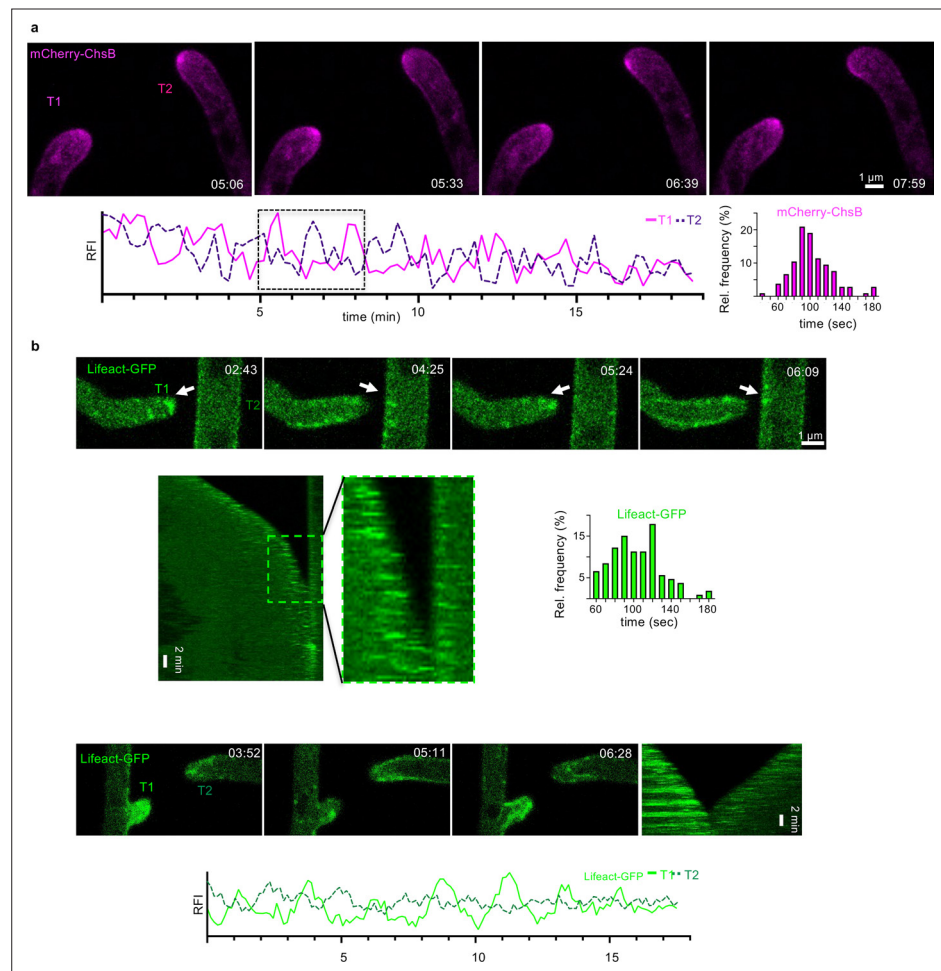 a
mCherry-ChsB
T1
T2
05:06
05:33
06:39
1 µm
07:59
RFI
T1 T2
5
10
15
time (min)
mCherry-ChsB
Rel. frequency (%)
20
10
60 100 140 180
time (sec)
b
Lifeact-GFP
T1
T2
02:43
04:25
05:24
06:09
1 µm
2 min
Lifeact-GFP
Rel. frequency (%)
15
5
60 100 140 180
time (sec)
Lifeact-GFP
T1
T2
03:52
05:11
06:28
2 min
Lifeact-GFP T1 T2
RFI
5
10
15